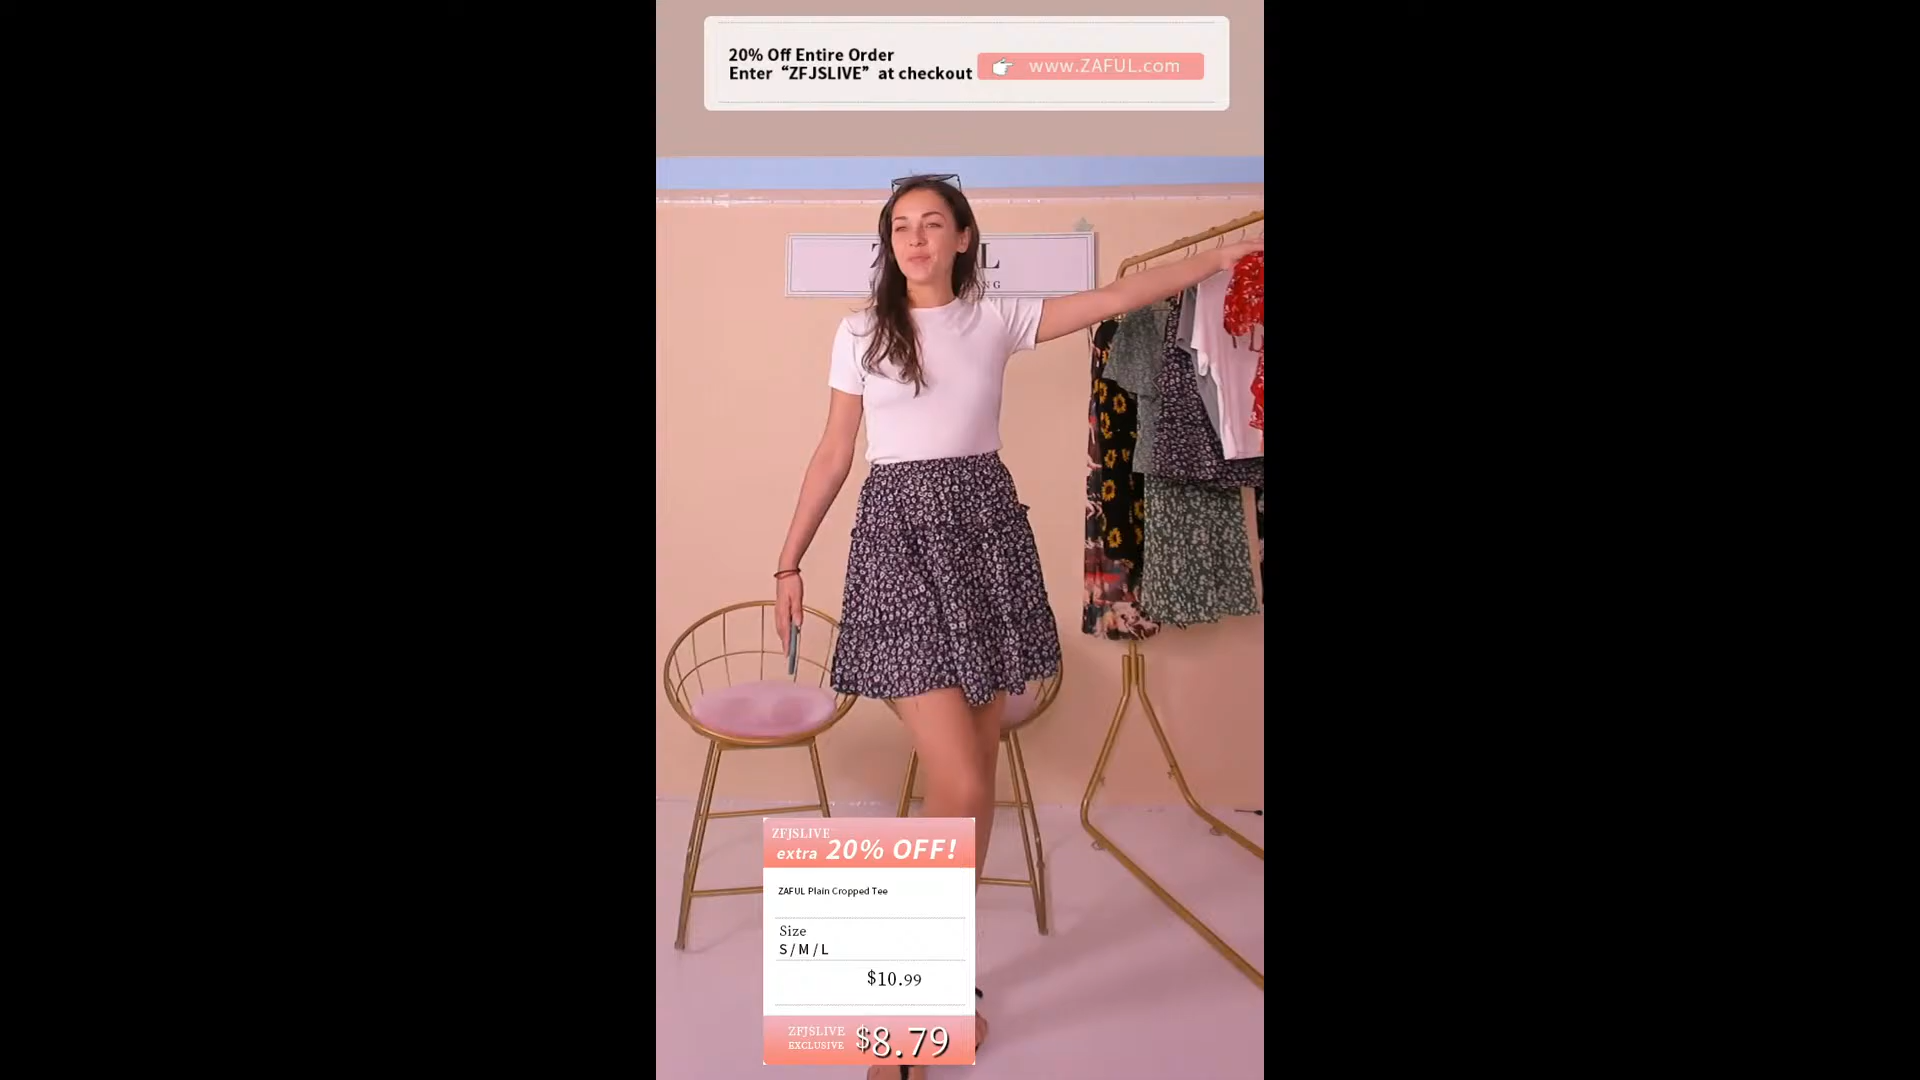 20% Off Entire Order
Enter “ZFJSLIVE” at checkout
www.ZAFUL.com
ZFJSLIVE
extra 20% OFF!
ZAFUL Plain Cropped Tee
Size
S / M / L
$10.99
ZFJSLIVE
EXCLUSIVE
$8.79